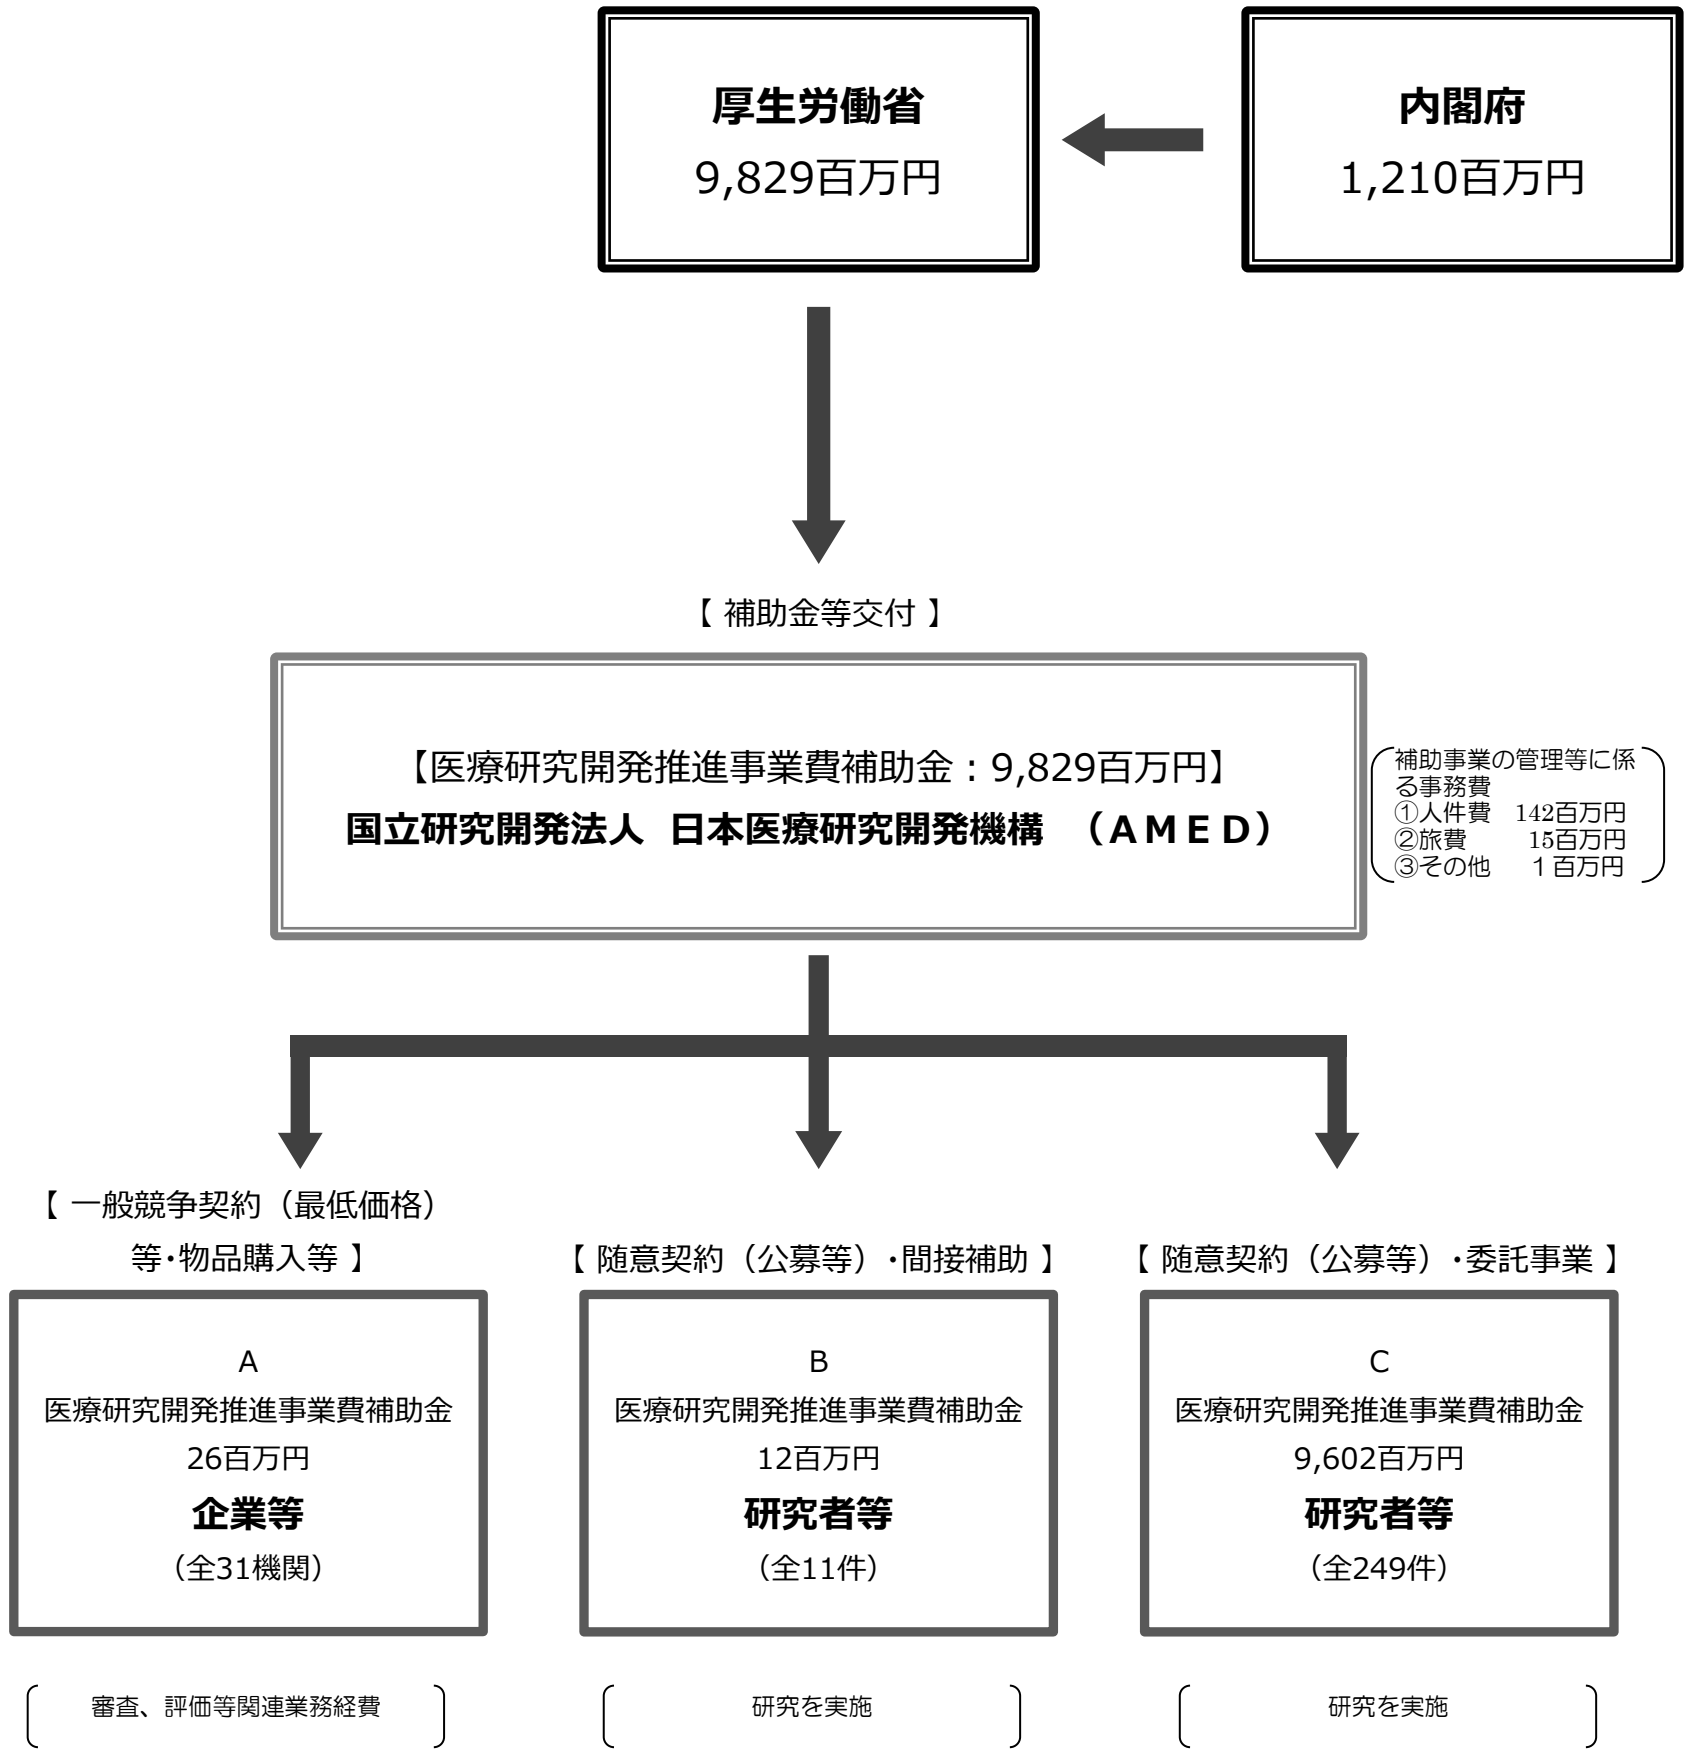 厚生労働省
9,829百万円
内閣府
1,210百万円
【 補助金等交付 】
【医療研究開発推進事業費補助金：9,829百万円】
国立研究開発法人 日本医療研究開発機構 （ＡＭＥＤ）
補助事業の管理等に係
る事務費
①人件費 142百万円
②旅費 15百万円
③その他 １百万円
【 一般競争契約（最低価格）
等・物品購入等 】
【 随意契約（公募等）・間接補助 】
【 随意契約（公募等）・委託事業 】
A
医療研究開発推進事業費補助金
26百万円
企業等
（全31機関）
B
医療研究開発推進事業費補助金
12百万円
研究者等
（全11件）
C
医療研究開発推進事業費補助金
9,602百万円
研究者等
（全249件）
審査、評価等関連業務経費
研究を実施
研究を実施